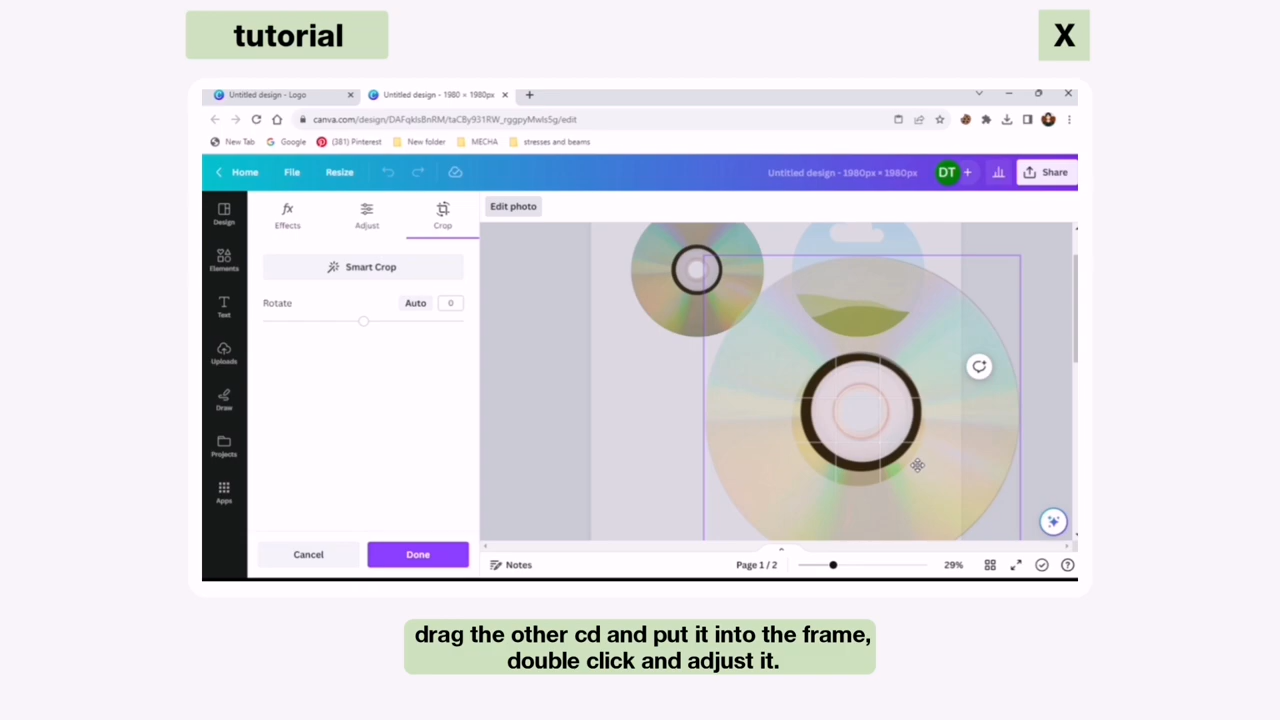 tutorial
X
Untitled design - Logo
Untitled design - 1980 × 1980px
canva.com/design/DAFqklsBnRM/taCBy931RW_rggpyMwls5g/edit
New Tab
Google
(381) Pinterest
New folder
MECHA
stresses and beams
Home
File
Resize
Untitled design - 1980px × 1980px
DT
Share
Design
Elements
Text
Uploads
Draw
Projects
Apps
Effects
Adjust
Crop
Edit photo
Smart Crop
Rotate
Auto
0
Cancel
Done
Notes
Page 1 / 2
29%
drag the other cd and put it into the frame,
double click and adjust it.